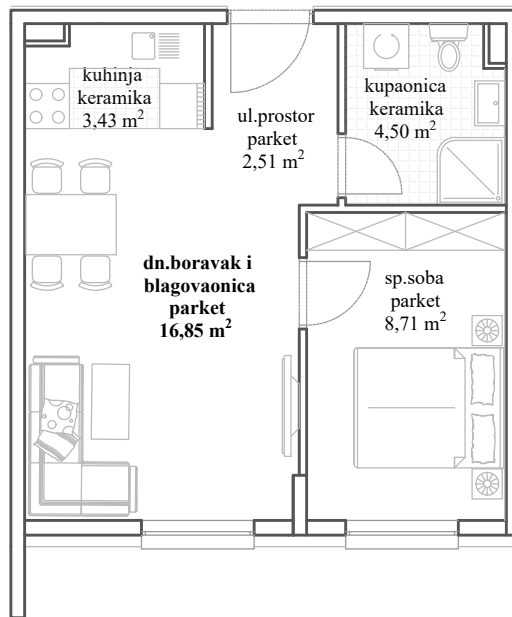 kuhinja
keramika
3,43 m²
ul.prostor
parket
2,51 m²
kupaonica
keramika
4,50 m²
dn.boravak i
blagovaonica
parket
16,85 m²
sp.soba
parket
8,71 m²